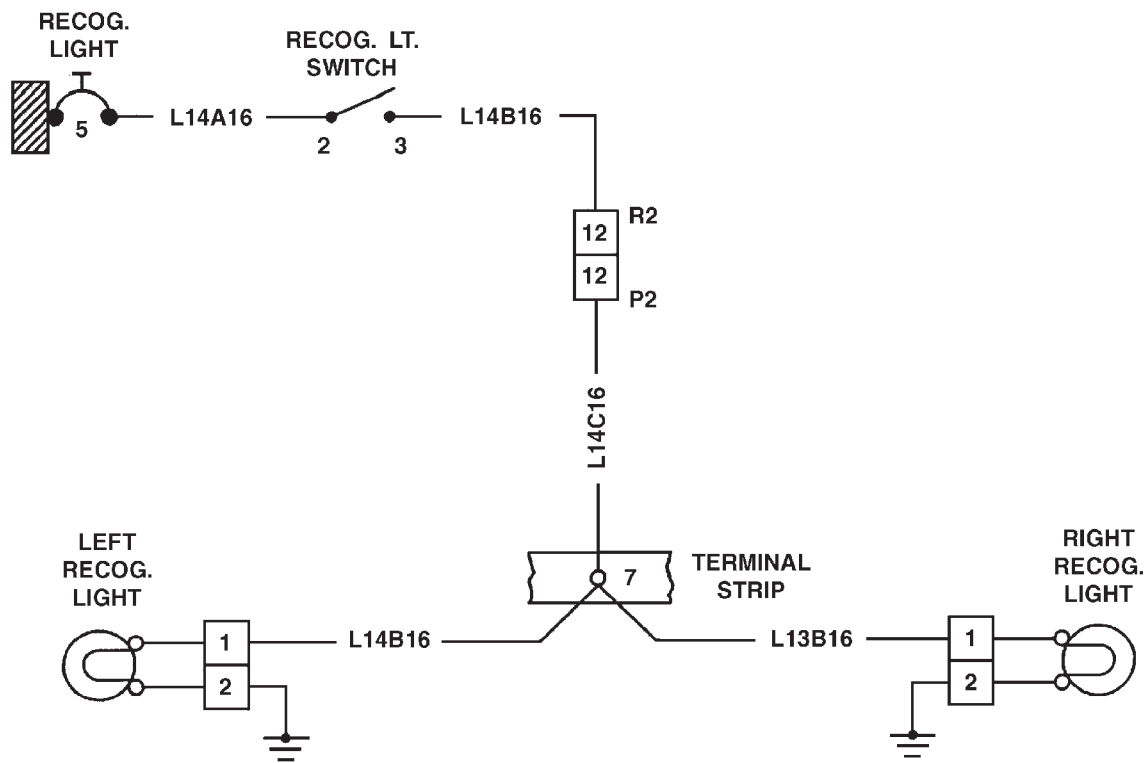 RECOG.
LIGHT
RECOG. LT.
SWITCH
5
L14A16
2
3
L14B16
12
R2
12
P2
L14C16
7
TERMINAL
STRIP
LEFT
RECOG.
LIGHT
1
2
L14B16
L13B16
RIGHT
RECOG.
LIGHT
1
2